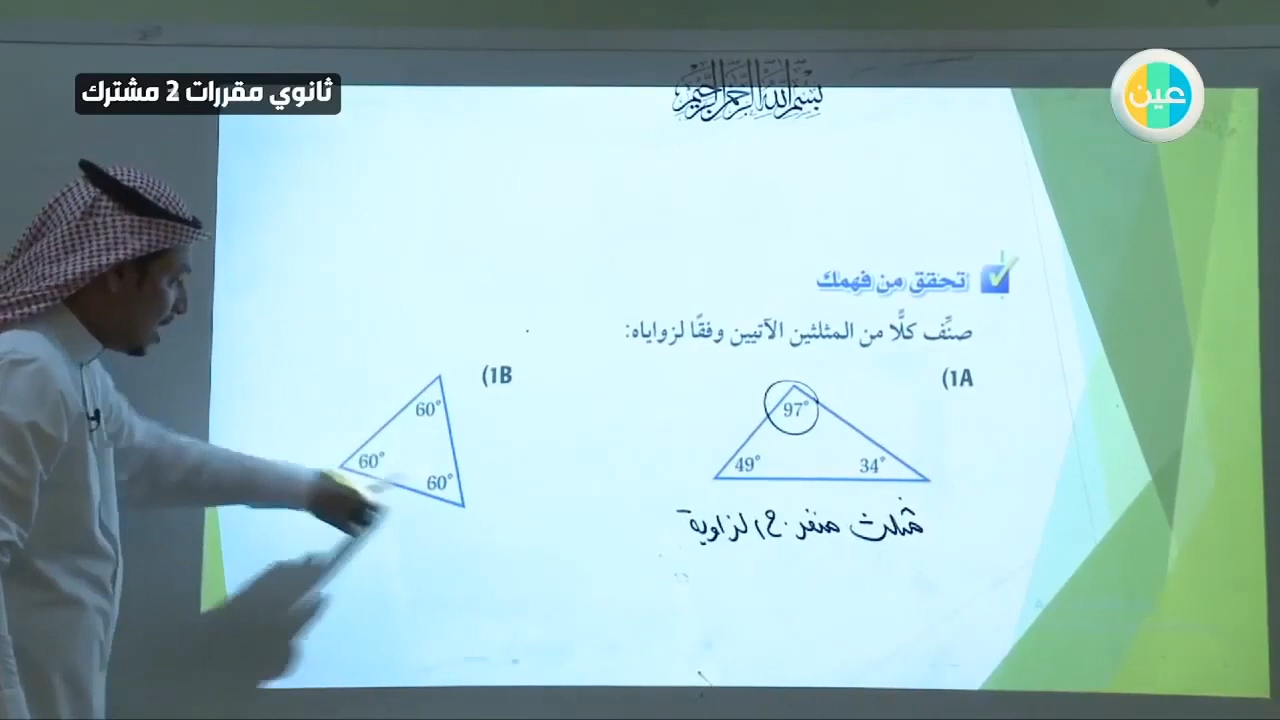 ثانوي مقررات 2 مشترك
عين
بسم الله الرحمن الرحيم
تحقق من فهمك
صنِّف كلًّا من المثلثين الآتيين وفقًا لزواياه:
(1A
97°
49°
34°
مثلث منفرج الزاوية
(1B
60°
60°
60°